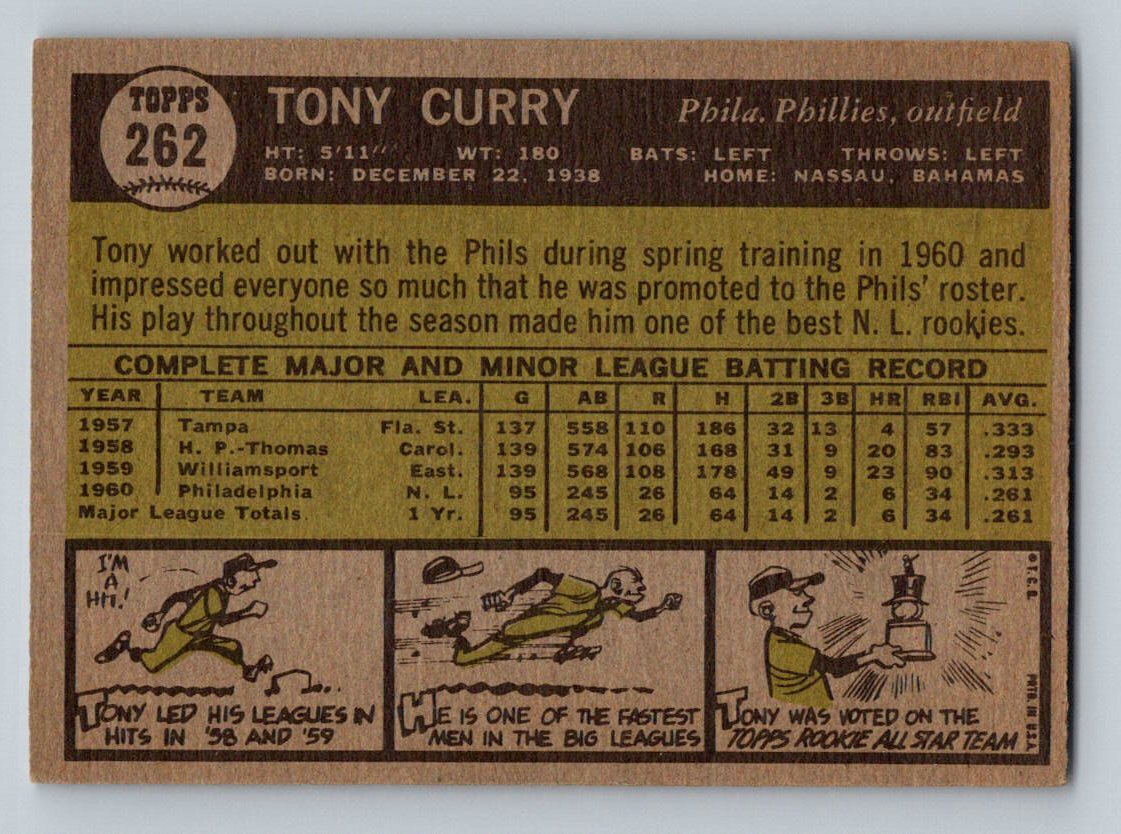 TOPPS
262
TONY CURRY Phila. Phillies, outfield
HT: 5'11" WT: 180 BATS: LEFT THROWS: LEFT
BORN: DECEMBER 22, 1938 HOME: NASSAU, BAHAMAS
Tony worked out with the Phils during spring training in 1960 and
impressed everyone so much that he was promoted to the Phils' roster.
His play throughout the season made him one of the best N. L. rookies.
COMPLETE MAJOR AND MINOR LEAGUE BATTING RECORD
YEAR TEAM LEA. G AB R H 2B 3B HR RBI AVG.
1957 Tampa Fla. St. 137 558 110 186 32 13 4 57 .333
1958 H. P.-Thomas Carol. 139 574 106 168 31 9 20 83 .293
1959 Williamsport East. 139 568 108 178 49 9 23 90 .313
1960 Philadelphia N. L. 95 245 26 64 14 2 6 34 .261
Major League Totals 1 Yr. 95 245 26 64 14 2 6 34 .261
I'M
A
HIT!
TONY LED HIS LEAGUES IN
HITS IN '58 AND '59
HE IS ONE OF THE FASTEST
MEN IN THE BIG LEAGUES
TONY WAS VOTED ON THE
TOPPS ROOKIE ALL STAR TEAM
© T.C.G.
PRTD. IN U.S.A.